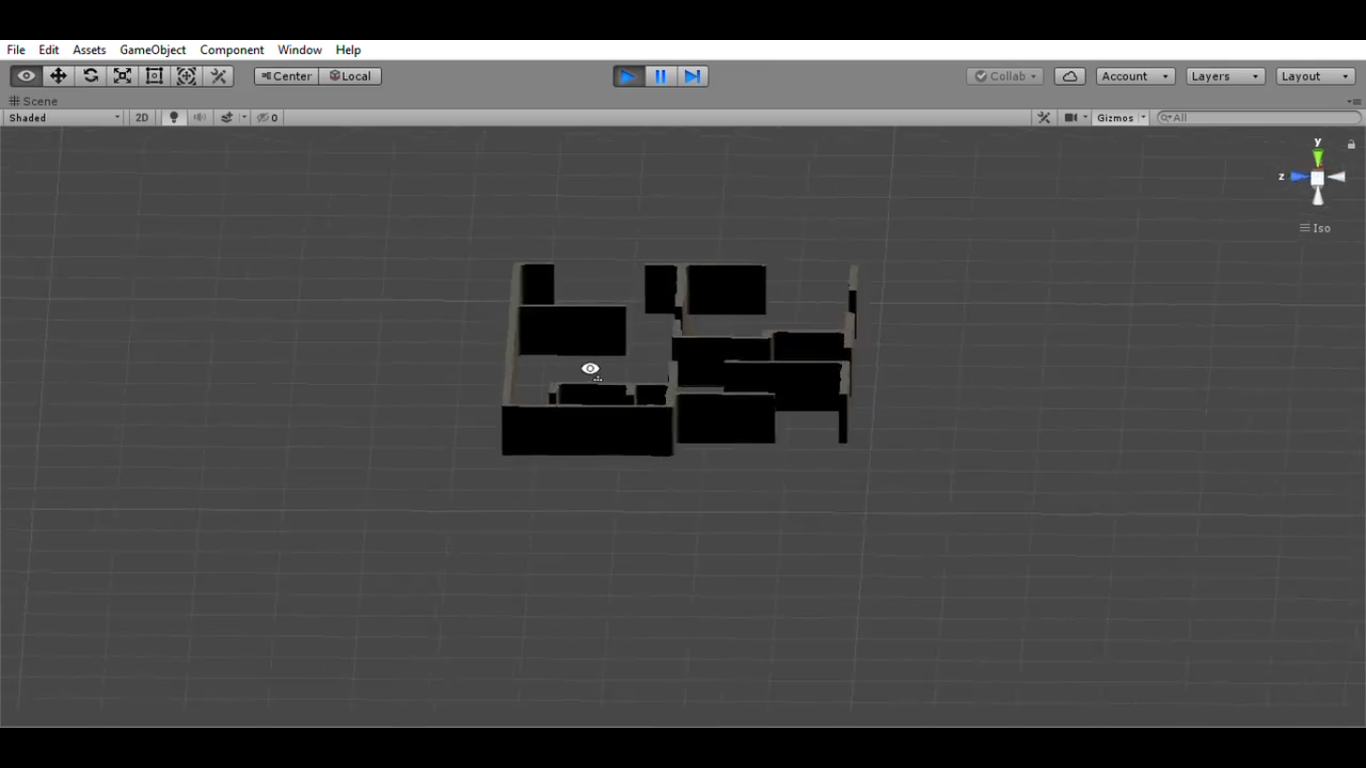 File Edit Assets GameObject Component Window Help
Center Local Collab Account Layers Layout
Scene
Shaded 2D 0 Gizmos All
y
z
Iso